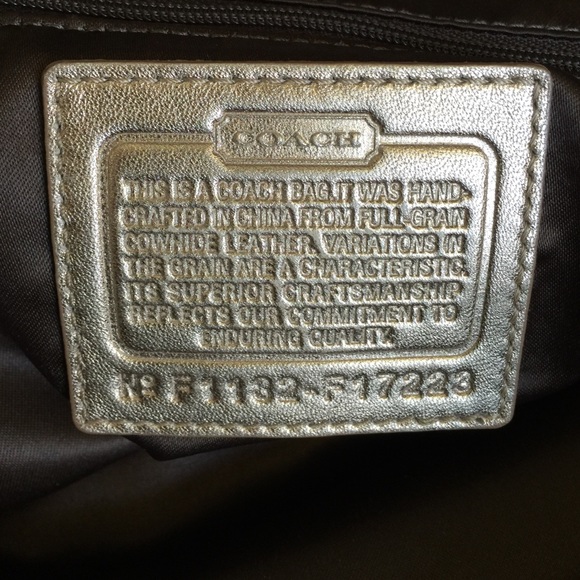 COACH
THIS IS A COACH BAG.IT WAS HAND-
CRAFTED IN CHINA FROM FULL-GRAIN
COWHIDE LEATHER. VARIATIONS IN
THE GRAIN ARE A CHARACTERISTIC.
ITS SUPERIOR CRAFTSMANSHIP
REFLECTS OUR COMMITMENT TO
ENDURING QUALITY.
Nº F1132-F17223